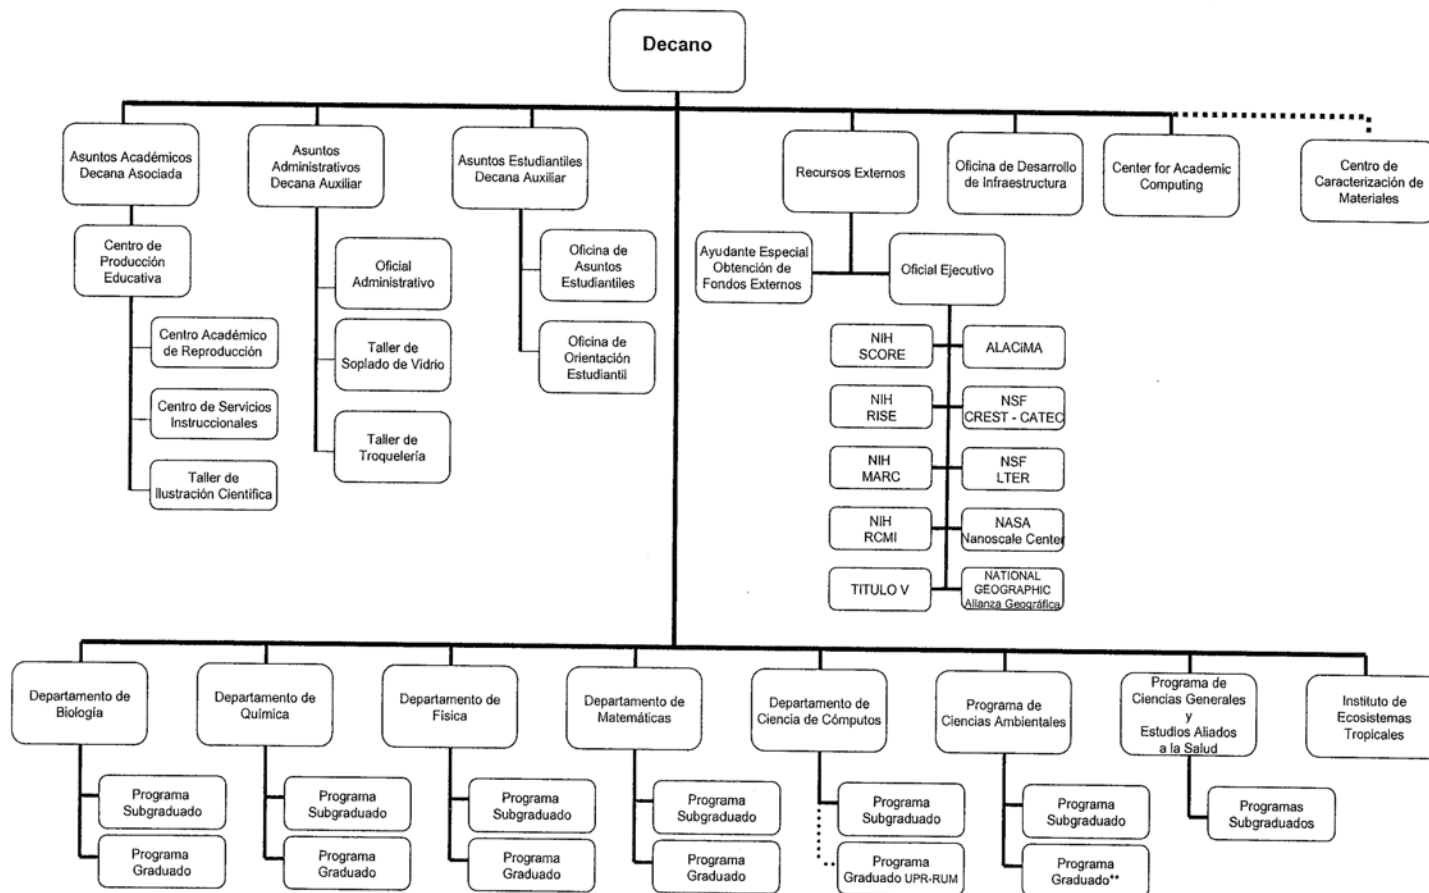 Decano
Asuntos Académicos
Decana Asociada
Asuntos
Administrativos
Decana Auxiliar
Asuntos Estudiantiles
Decana Auxiliar
Recursos Externos
Oficina de Desarrollo
de Infraestructura
Center for Academic
Computing
Centro de
Caracterización de
Materiales
Centro de
Producción
Educativa
Centro Académico
de Reproducción
Centro de Servicios
Instruccionales
Taller de
Ilustración Científica
Oficial
Administrativo
Taller de
Soplado de Vidrio
Taller de
Troquelería
Oficina de
Asuntos
Estudiantiles
Oficina de
Orientación
Estudiantil
Ayudante Especial
Obtención de
Fondos Externos
Oficial Ejecutivo
NIH
SCORE
ALACiMA
NIH
RISE
NSF
CREST - CATEC
NIH
MARC
NSF
LTER
NIH
RCMI
NASA
Nanoscale Center
TITULO V
NATIONAL
GEOGRAPHIC
Alianza Geográfica
Departamento de
Biología
Departamento de
Química
Departamento de
Física
Departamento de
Matemáticas
Departamento de
Ciencia de Cómputos
Programa de
Ciencias Ambientales
Programa de
Ciencias Generales
y
Estudios Aliados
a la Salud
Instituto de
Ecosistemas
Tropicales
Programa
Subgraduado
Programa
Subgraduado
Programa
Subgraduado
Programa
Subgraduado
Programa
Subgraduado
Programa
Subgraduado
Programas
Subgraduados
Programa
Graduado
Programa
Graduado
Programa
Graduado
Programa
Graduado
Programa
Graduado UPR-RUM
Programa
Graduado**